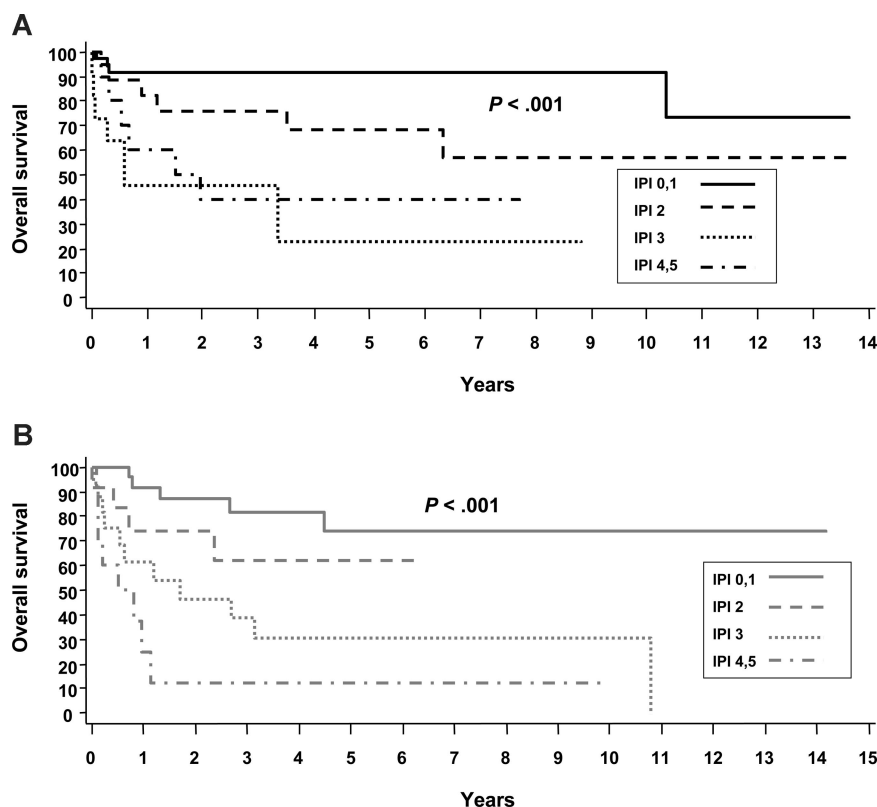 A
100
90
80
70
60
50
40
30
20
10
0
Overall survival
P < .001
IPI 0,1
IPI 2
IPI 3
IPI 4,5
0 1 2 3 4 5 6 7 8 9 10 11 12 13 14
Years
B
100
90
80
70
60
50
40
30
20
10
0
Overall survival
P < .001
IPI 0,1
IPI 2
IPI 3
IPI 4,5
0 1 2 3 4 5 6 7 8 9 10 11 12 13 14 15
Years